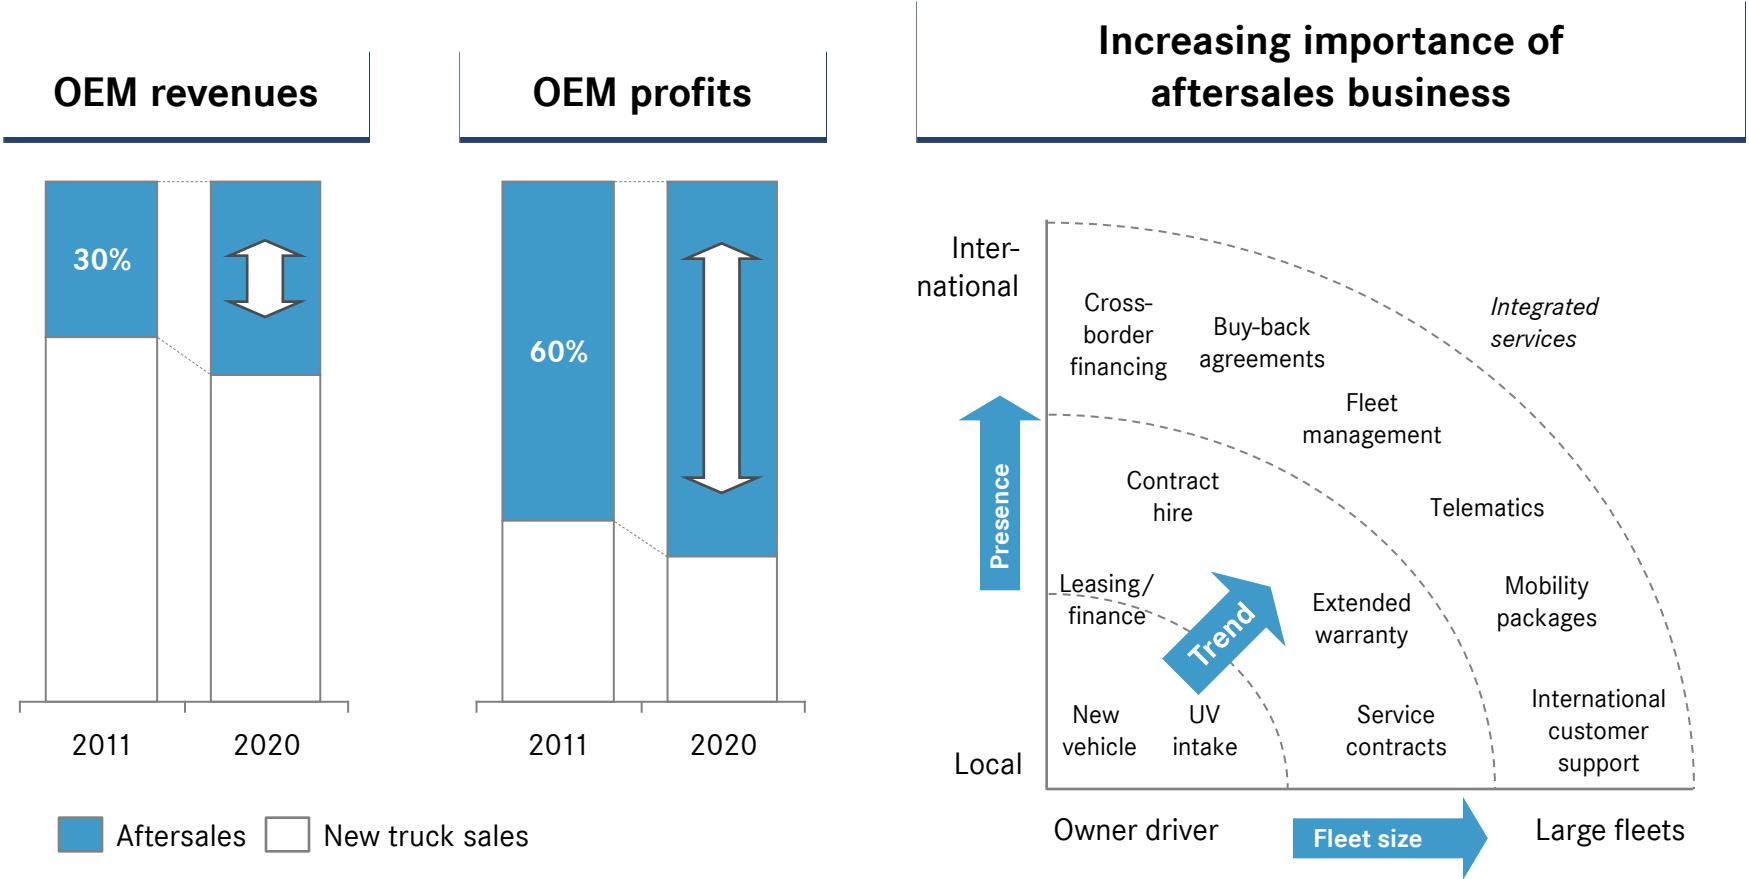 OEM revenues
30%
2011
2020
OEM profits
60%
2011
2020
Aftersales
New truck sales
Increasing importance of
aftersales business
Inter-
national
Presence
Local
Cross-
border
financing
Buy-back
agreements
Integrated
services
Fleet
management
Contract
hire
Telematics
Leasing/
finance
Trend
Extended
warranty
Mobility
packages
New
vehicle
UV
intake
Service
contracts
International
customer
support
Owner driver
Fleet size
Large fleets